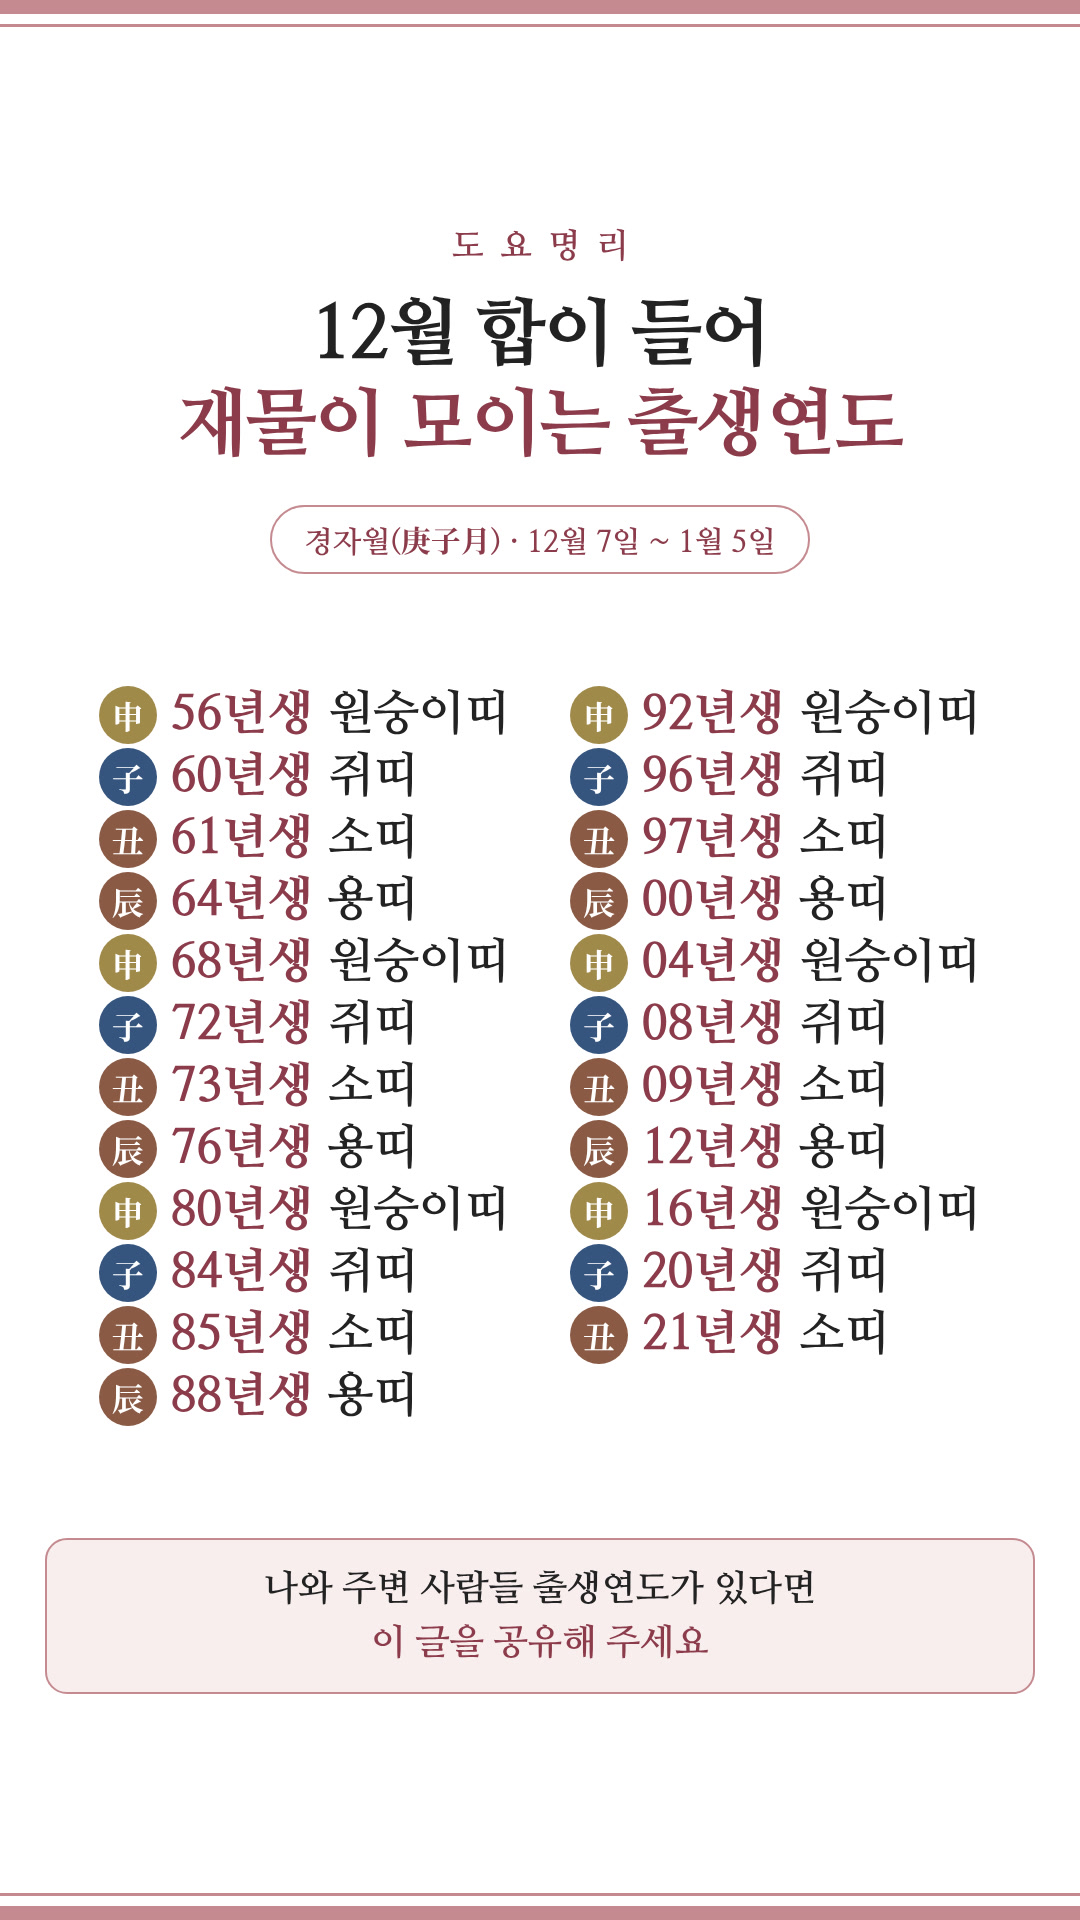 도요명리
12월 합이 들어
재물이 모이는 출생연도
경자월(庚子月) · 12월 7일 ~ 1월 5일
申 56년생 원숭이띠
子 60년생 쥐띠
丑 61년생 소띠
辰 64년생 용띠
申 68년생 원숭이띠
子 72년생 쥐띠
丑 73년생 소띠
辰 76년생 용띠
申 80년생 원숭이띠
子 84년생 쥐띠
丑 85년생 소띠
辰 88년생 용띠
申 92년생 원숭이띠
子 96년생 쥐띠
丑 97년생 소띠
辰 00년생 용띠
申 04년생 원숭이띠
子 08년생 쥐띠
丑 09년생 소띠
辰 12년생 용띠
申 16년생 원숭이띠
子 20년생 쥐띠
丑 21년생 소띠
나와 주변 사람들 출생연도가 있다면
이 글을 공유해 주세요